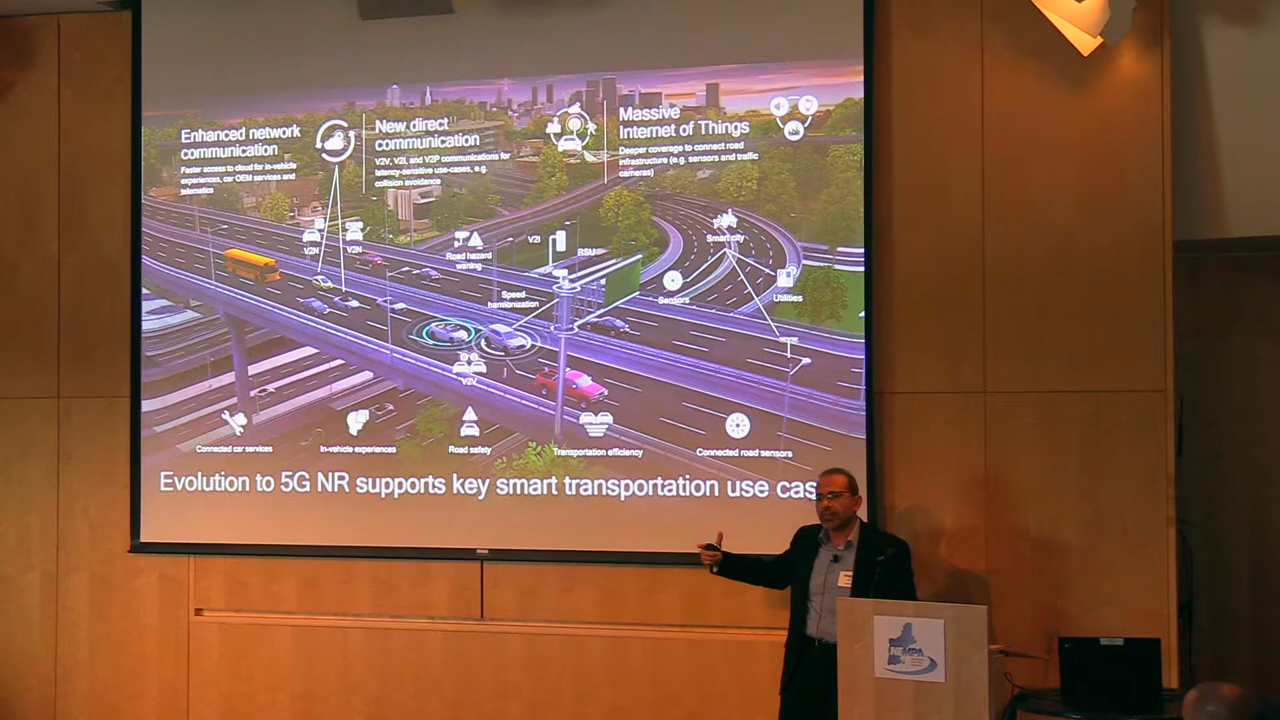 Enhanced network
communication
Faster access to cloud for in-vehicle
experiences, car OEM services and
telematics
New direct
communication
V2V, V2I, and V2P communications for
latency-sensitive use-cases, e.g.
collision avoidance
Massive
Internet of Things
Deeper coverage to connect road
infrastructure (e.g. sensors and traffic
cameras)
V2N
V2N
Road hazard
warning
V2I
RSU
Smart city
Speed
harmonization
Sensors
Utilities
V2V
Connected car services
In-vehicle experiences
Road safety
Transportation efficiency
Connected road sensors
Evolution to 5G NR supports key smart transportation use cas
NEMPA